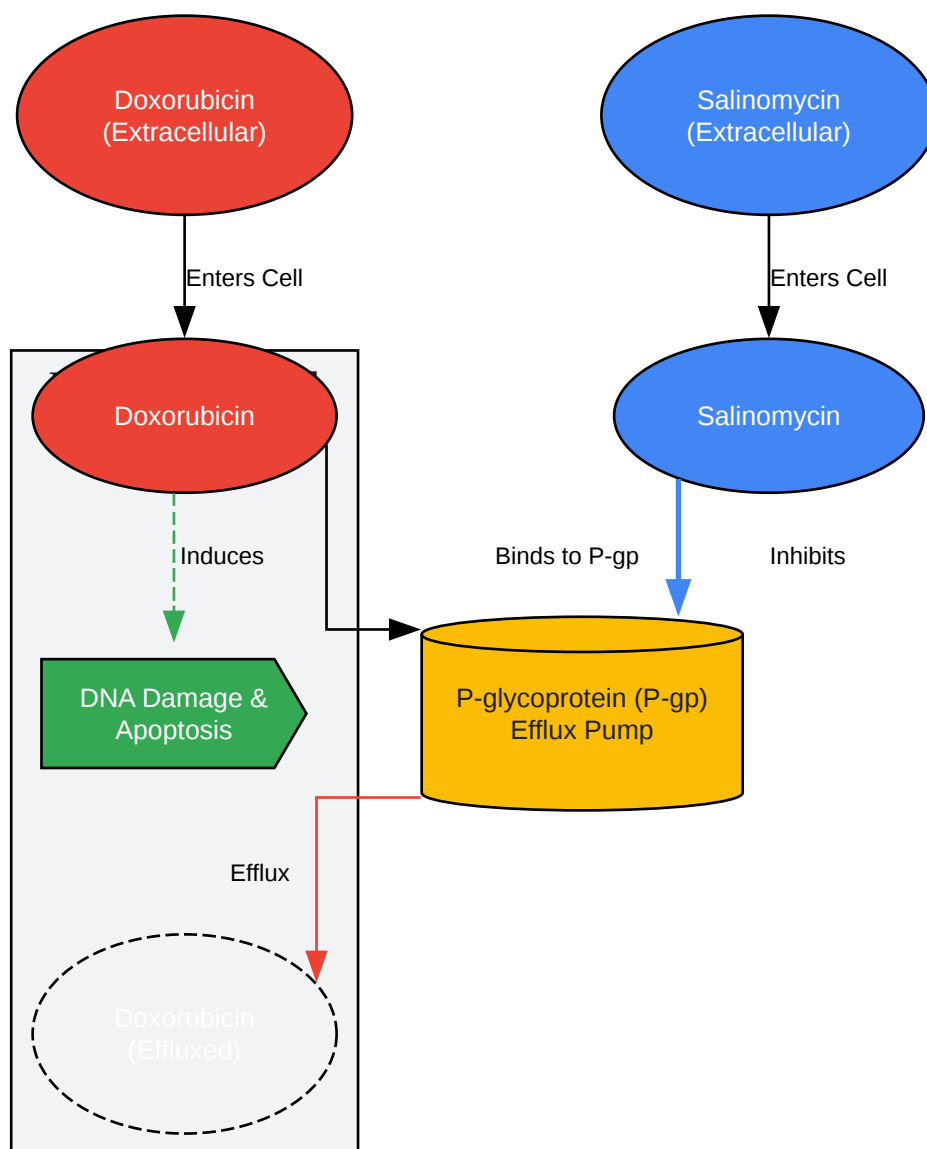 Doxorubicin
(Extracellular)
Salinomycin
(Extracellular)
Enters Cell
Enters Cell
Doxorubicin
Salinomycin
Induces
Binds to P-gp
Inhibits
DNA Damage &
Apoptosis
P-glycoprotein (P-gp)
Efflux Pump
Efflux
Doxorubicin
(Effluxed)